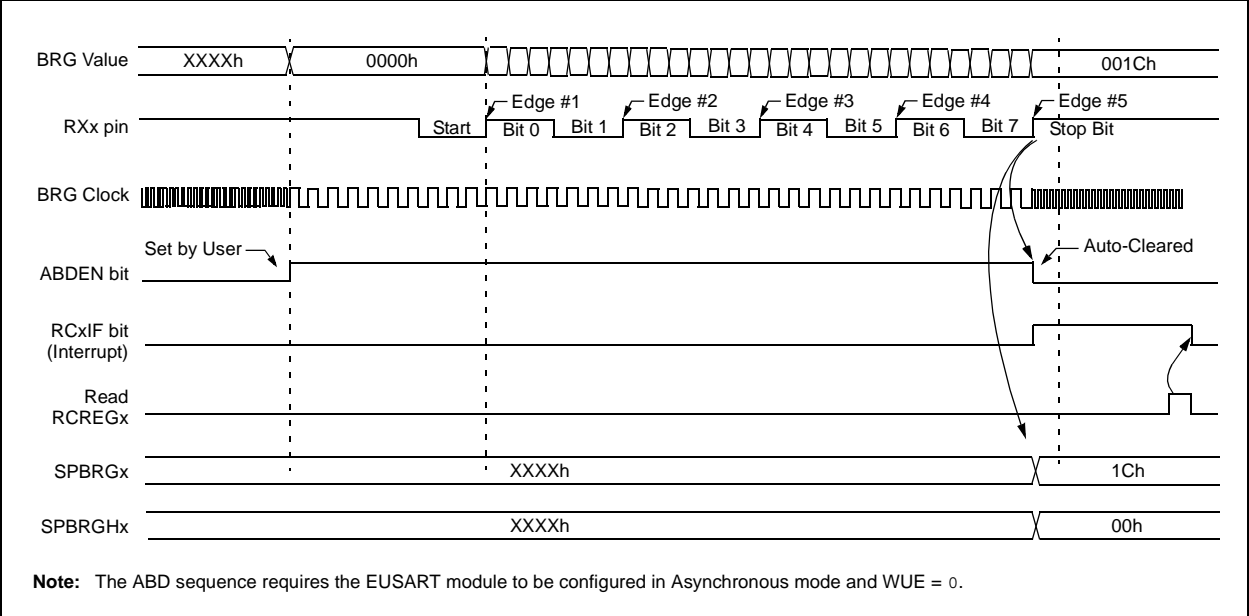 BRG Value XXXXh 0000h 001Ch
Edge #1 Edge #2 Edge #3 Edge #4 Edge #5
RXx pin Start Bit 0 Bit 1 Bit 2 Bit 3 Bit 4 Bit 5 Bit 6 Bit 7 Stop Bit
BRG Clock
Set by User Auto-Cleared
ABDEN bit
RCxIF bit
(Interrupt)
Read
RCREGx
SPBRGx XXXXh 1Ch
SPBRGHx XXXXh 00h
Note: The ABD sequence requires the EUSART module to be configured in Asynchronous mode and WUE = 0.